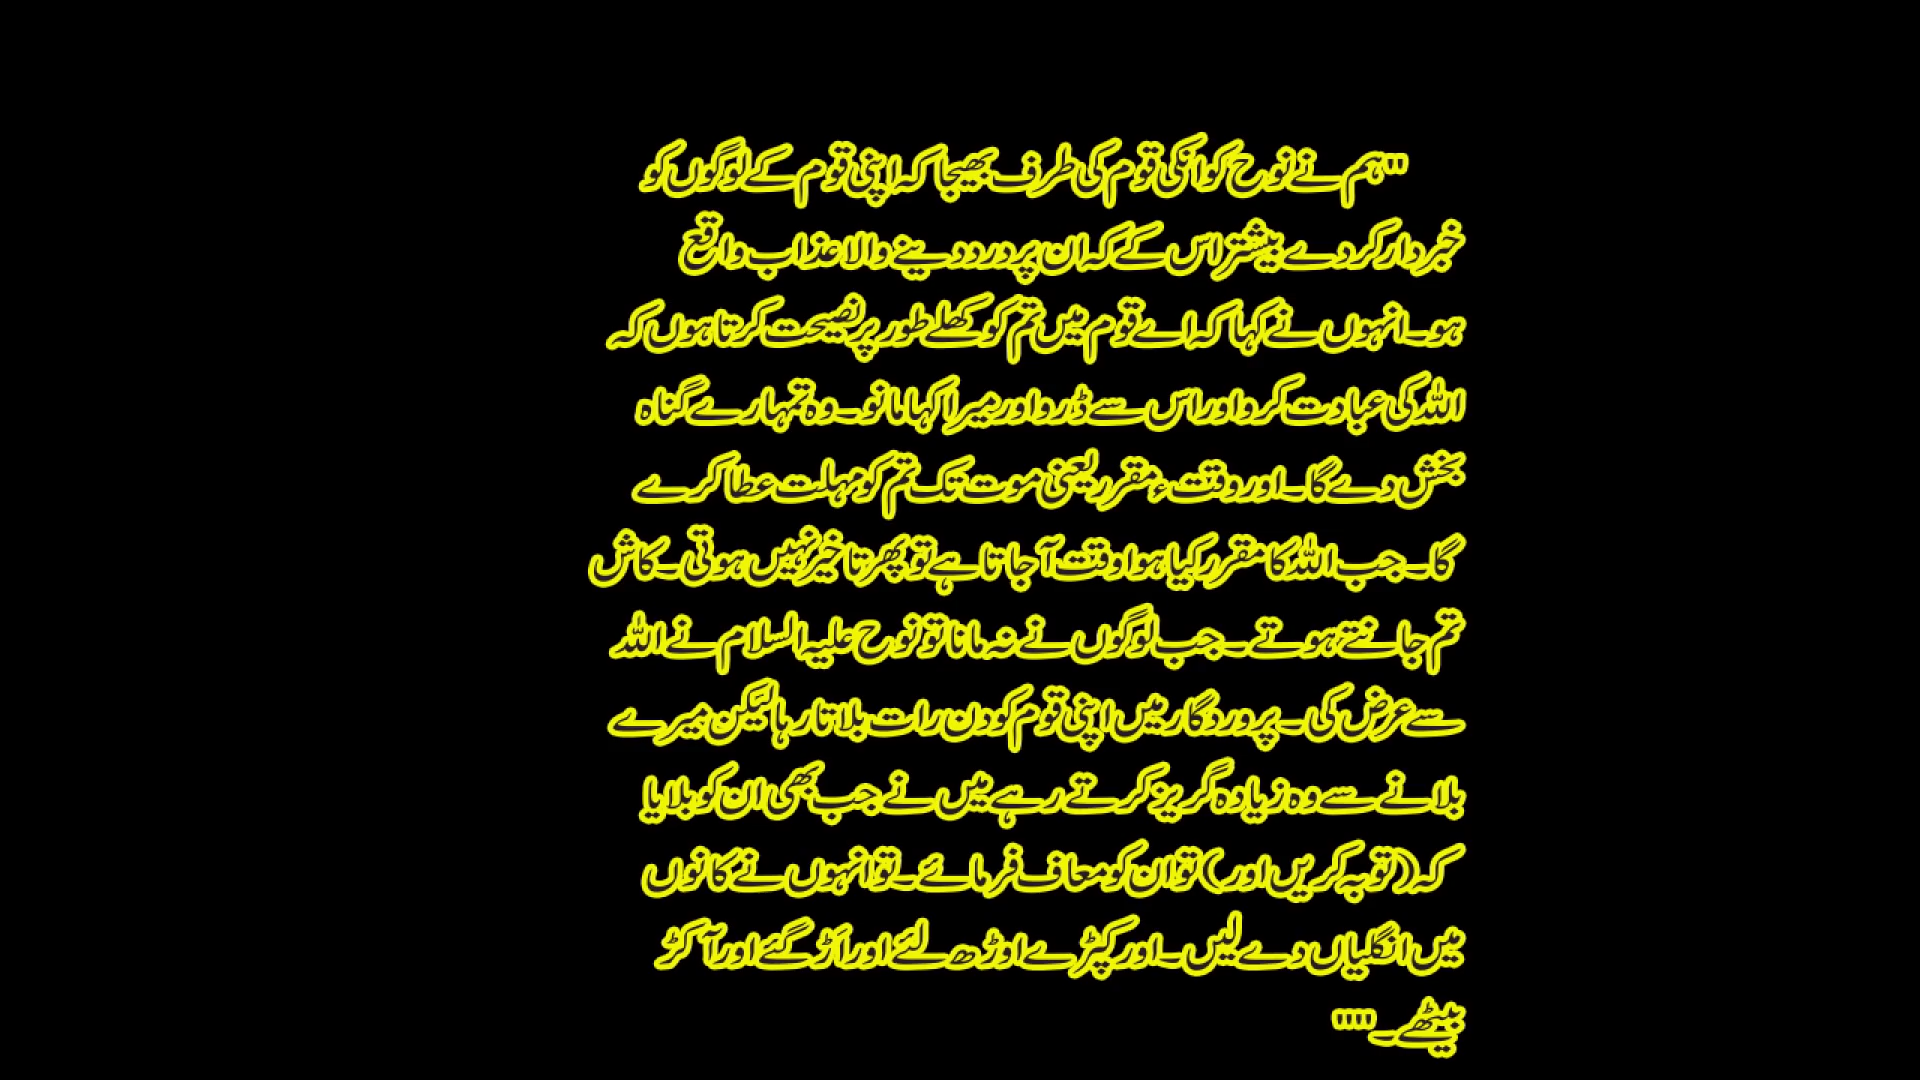 "ہم نے نوح کو انکی قوم کی طرف بھیجا کہ اپنی قوم کے لوگوں کو
خبردار کر دے بیشتر اس کے کہ ان پر درد دینے والا عذاب واقع
ہو۔ انہوں نے کہا کہ اے قوم میں تم کو کھلے طور پر نصیحت کرتا ہوں کہ
اللہ کی عبادت کرو اور اس سے ڈرو اور میرا کہا مانو۔ وہ تمہارے گناہ
بخش دے گا۔ اور وقت ء مقرر یعنی موت تک تم کو مہلت عطا کرے
گا۔ جب اللہ کا مقرر کیا ہوا وقت آ جاتا ہے تو پھر تاخیر نہیں ہوتی۔ کاش
تم جانتے ہوتے ۔ جب لوگوں نے نہ مانا تو نوح علیہ السلام نے اللہ
سے عرض کی ۔ پروردگار میں اپنی قوم کو دن رات بلاتا رہا لیکن میرے
بلانے سے وہ زیادہ گریز کرتے رہے میں نے جب بھی ان کو بلایا
کہ (توبہ کریں اور) تو ان کو معاف فرمائے۔ تو انہوں نے کانوں
میں انگلیاں دے لیں۔ اور کپڑے اوڑھ لئے اور اَڑ گئے اور آکڑ
بیٹھے۔""